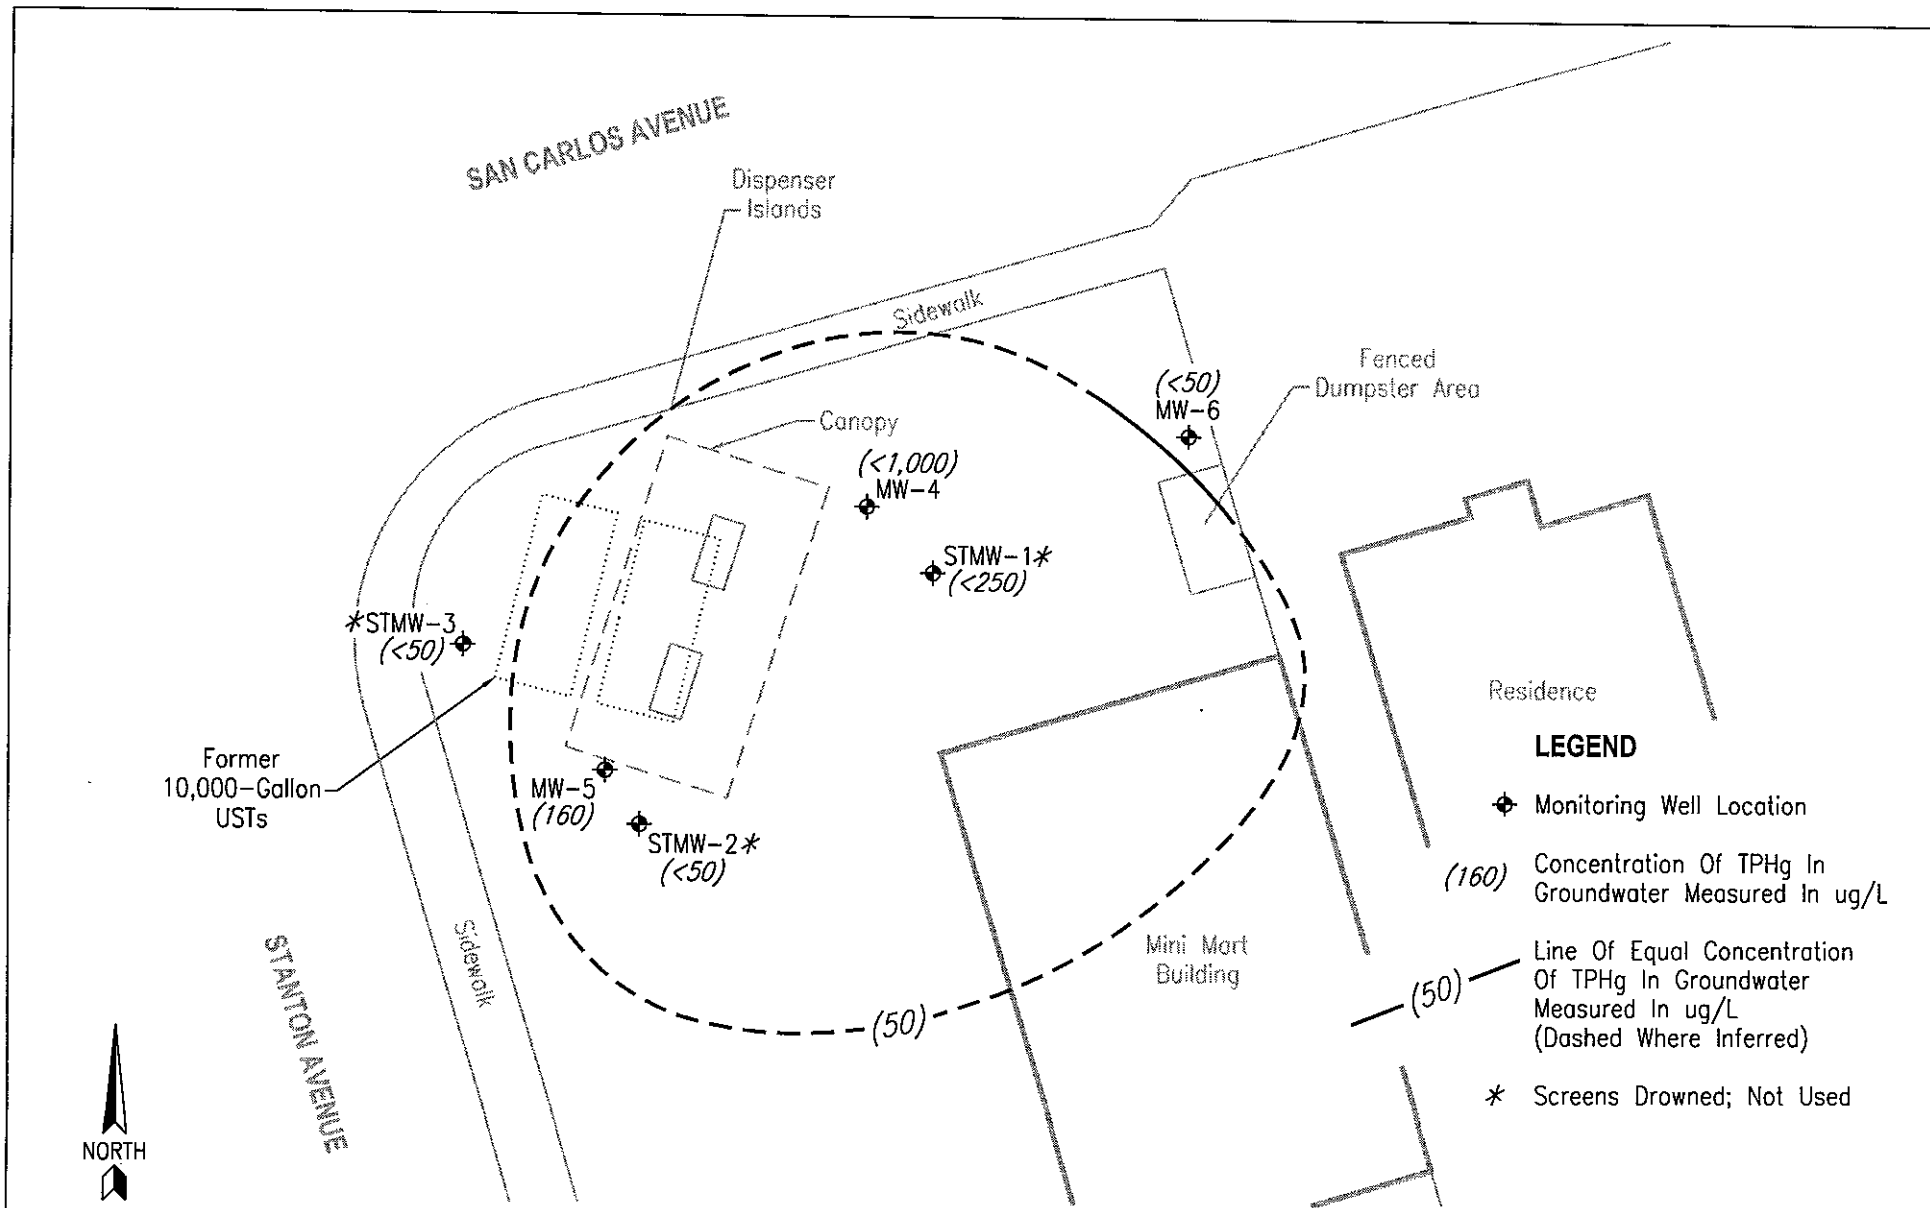 SAN CARLOS AVENUE
Dispenser
Islands
Sidewalk
Fenced
Dumpster Area
(<50)
MW-6
Canopy
(<1,000)
MW-4
STMW-1*
(<250)
*STMW-3
(<50)
Residence
Former
10,000-Gallon
USTs
MW-5
(160)
STMW-2*
(<50)
Sidewalk
STANTON AVENUE
Mini Mart
Building
(50)
NORTH
LEGEND
Monitoring Well Location
(160) Concentration Of TPHg In
Groundwater Measured In ug/L
Line Of Equal Concentration
(50) Of TPHg In Groundwater
Measured In ug/L
(Dashed Where Inferred)
* Screens Drowned; Not Used